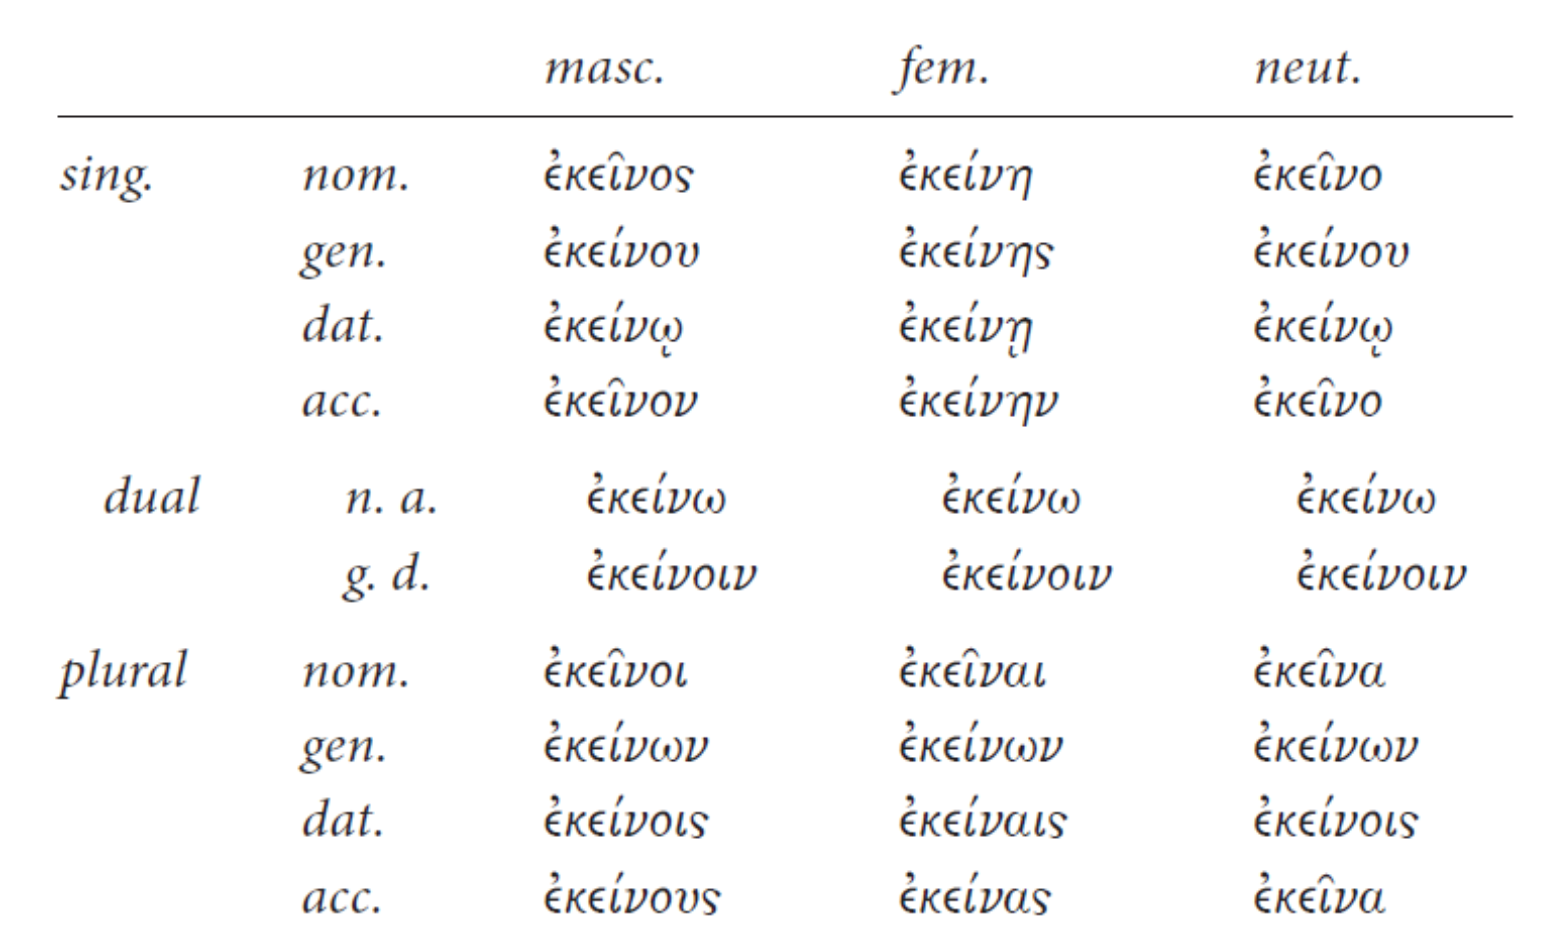 masc. fem. neut.
sing. nom. ἐκεῖνος ἐκείνη ἐκεῖνο
gen. ἐκείνου ἐκείνης ἐκείνου
dat. ἐκείνῳ ἐκείνῃ ἐκείνῳ
acc. ἐκεῖνον ἐκείνην ἐκεῖνο
dual n. a. ἐκείνω ἐκείνω ἐκείνω
g. d. ἐκείνοιν ἐκείνοιν ἐκείνοιν
plural nom. ἐκεῖνοι ἐκεῖναι ἐκεῖνα
gen. ἐκείνων ἐκείνων ἐκείνων
dat. ἐκείνοις ἐκείναις ἐκείνοις
acc. ἐκείνους ἐκείνας ἐκεῖνα